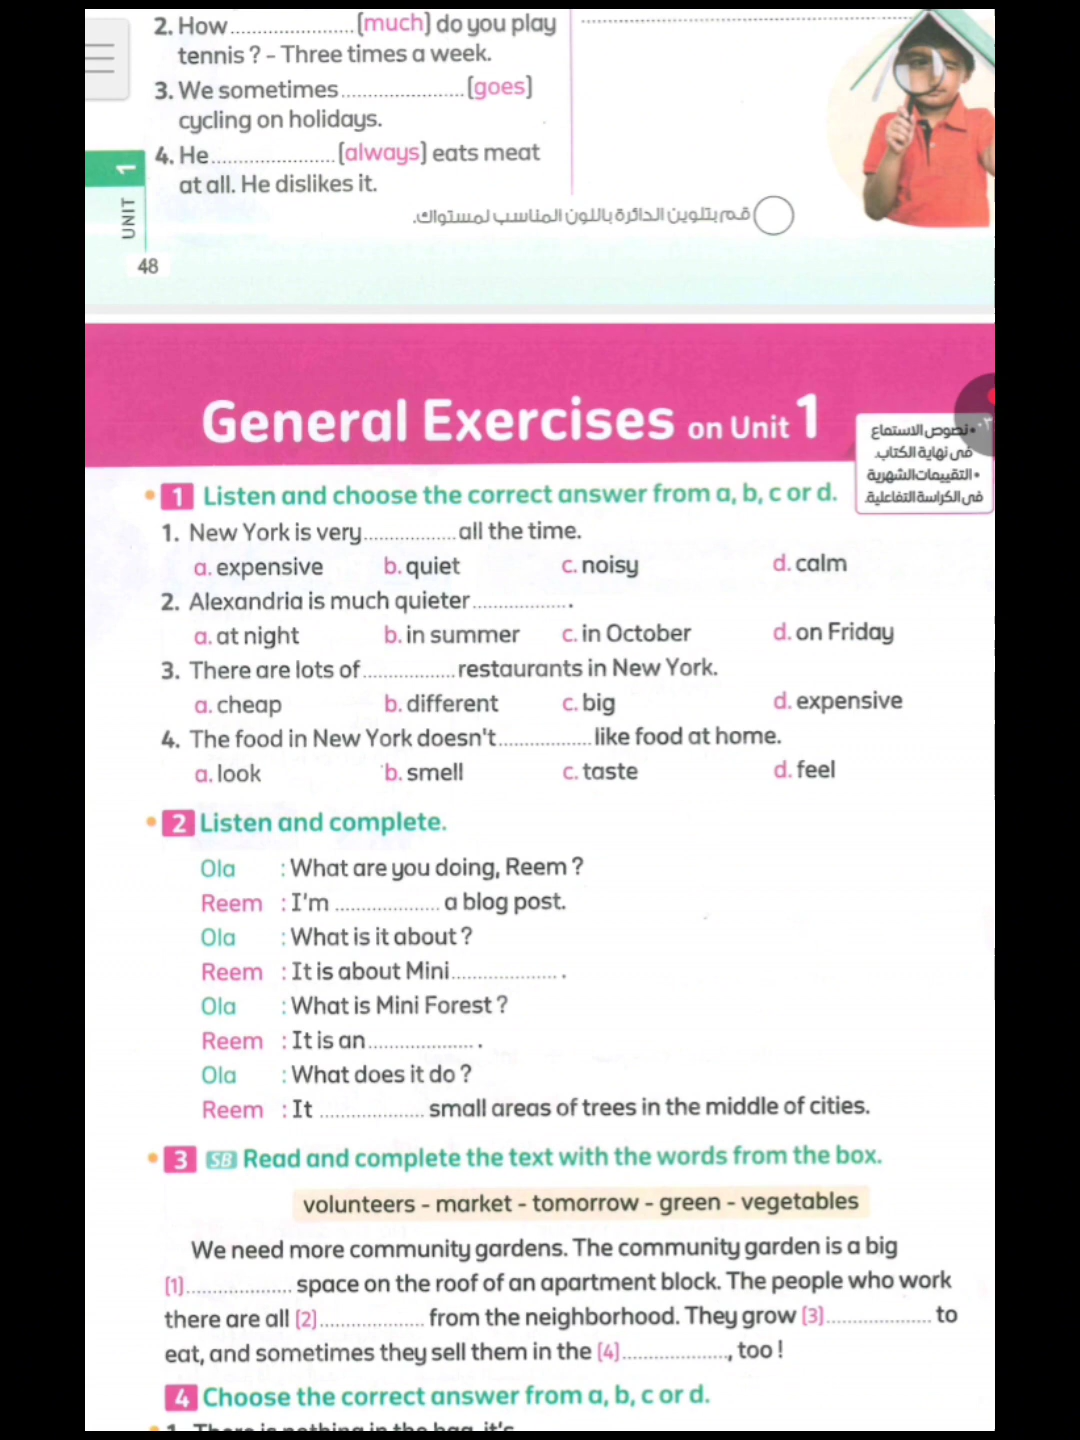 2. How .................... (much) do you play
tennis ? - Three times a week.
3. We sometimes .................... (goes)
cycling on holidays.
4. He .................... (always) eats meat
at all. He dislikes it.
قم بتلوين الدائرة باللون المناسب لمستواك.
UNIT 1
48
General Exercises on Unit 1
• نصوص الاستماع
فى نهاية الكتاب.
• التقييمات الشهرية
فى الكراسة التفاعلية.
1 Listen and choose the correct answer from a, b, c or d.
1. New York is very ................ all the time.
a. expensive b. quiet c. noisy d. calm
2. Alexandria is much quieter ................ .
a. at night b. in summer c. in October d. on Friday
3. There are lots of ................ restaurants in New York.
a. cheap b. different c. big d. expensive
4. The food in New York doesn't ................ like food at home.
a. look b. smell c. taste d. feel
2 Listen and complete.
Ola : What are you doing, Reem ?
Reem : I'm .................. a blog post.
Ola : What is it about ?
Reem : It is about Mini .................. .
Ola : What is Mini Forest ?
Reem : It is an .................. .
Ola : What does it do ?
Reem : It .................. small areas of trees in the middle of cities.
3 SB Read and complete the text with the words from the box.
volunteers - market - tomorrow - green - vegetables
We need more community gardens. The community garden is a big
(1) .................. space on the roof of an apartment block. The people who work
there are all (2) .................. from the neighborhood. They grow (3) .................. to
eat, and sometimes they sell them in the (4) .................. , too !
4 Choose the correct answer from a, b, c or d.
1. There is nothing in the bag, it's